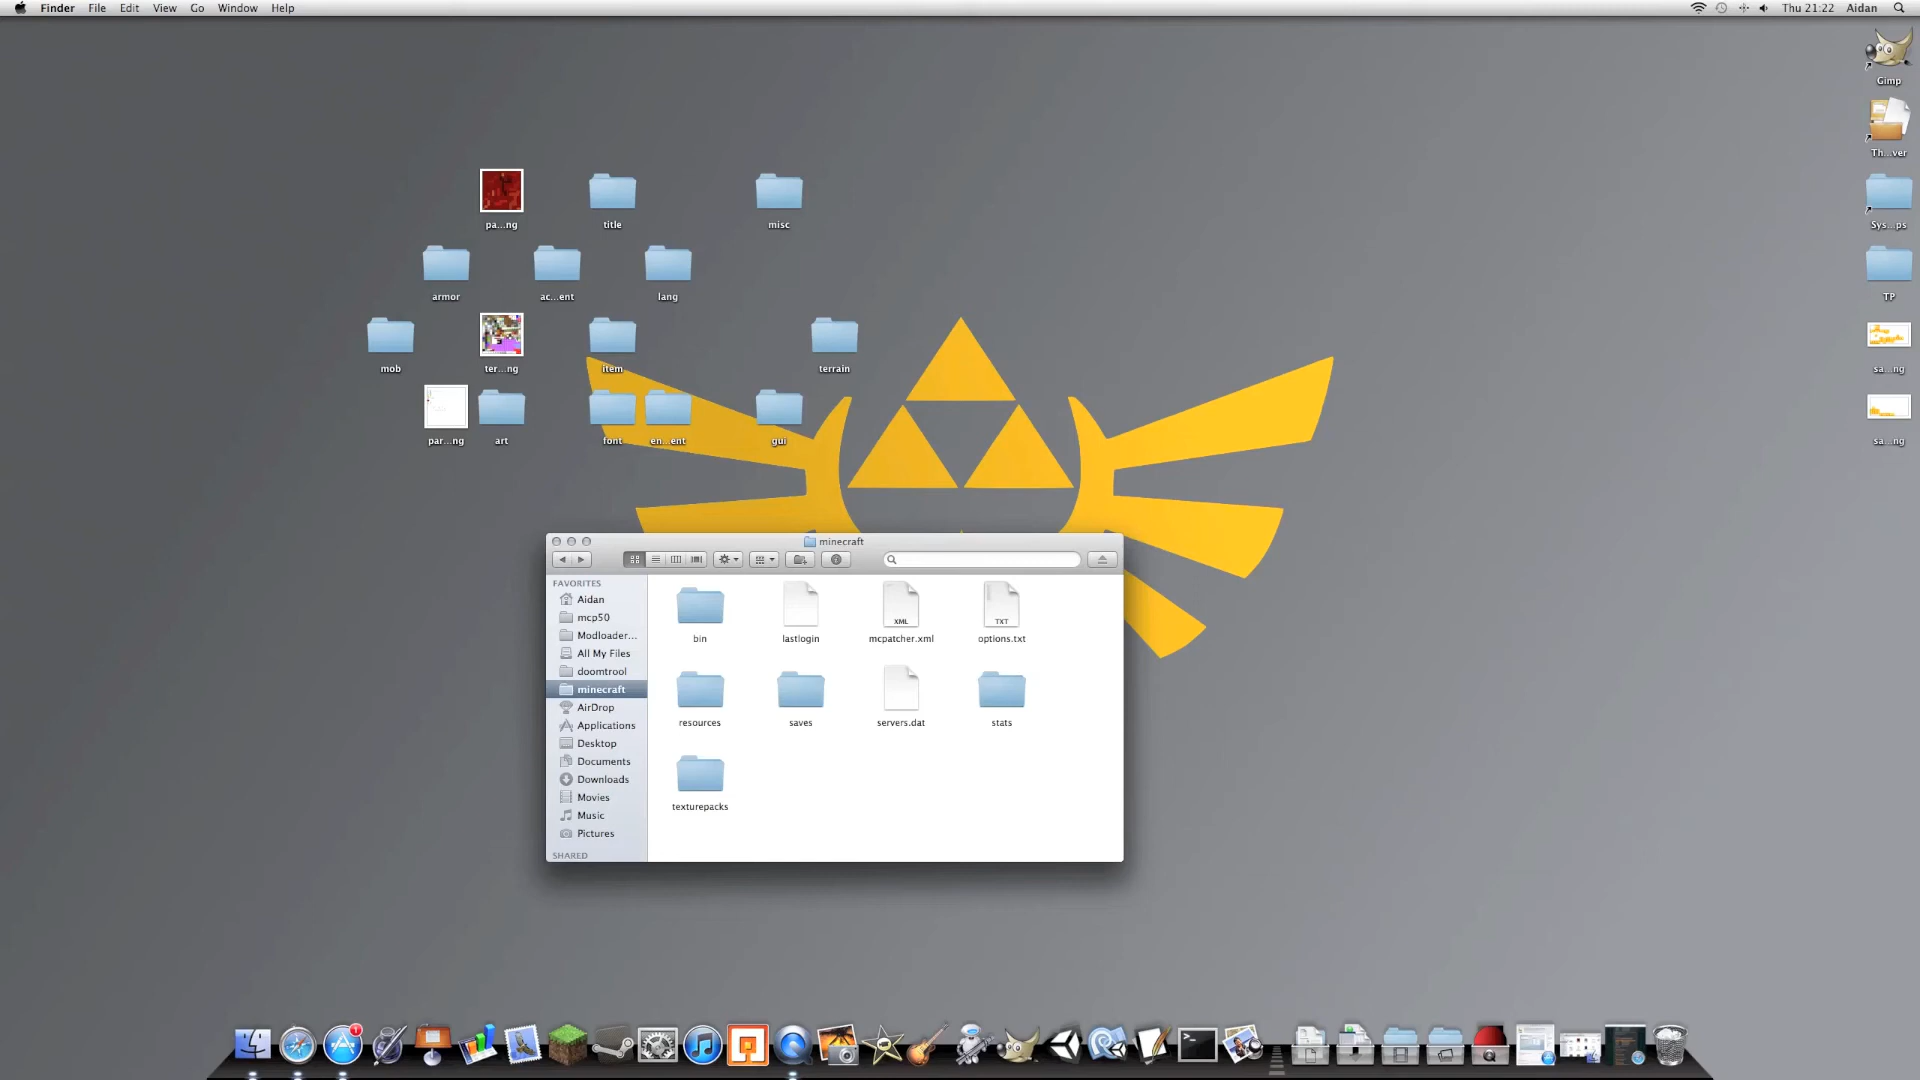 Finder File Edit View Go Window Help
Thu 21:22 Aidan
Gimp
Th...ver
Sys...ps
TP
sa...ng
sa...ng
pa...ng title misc
armor ac...ent lang
mob ter...ng item terrain
par...ng art font en...ent gui
minecraft
FAVORITES
Aidan
mcp50
Modloader...
All My Files
doomtrool
minecraft
AirDrop
Applications
Desktop
Documents
Downloads
Movies
Music
Pictures
SHARED
XML TXT
bin lastlogin mcpatcher.xml options.txt
resources saves servers.dat stats
texturepacks
1